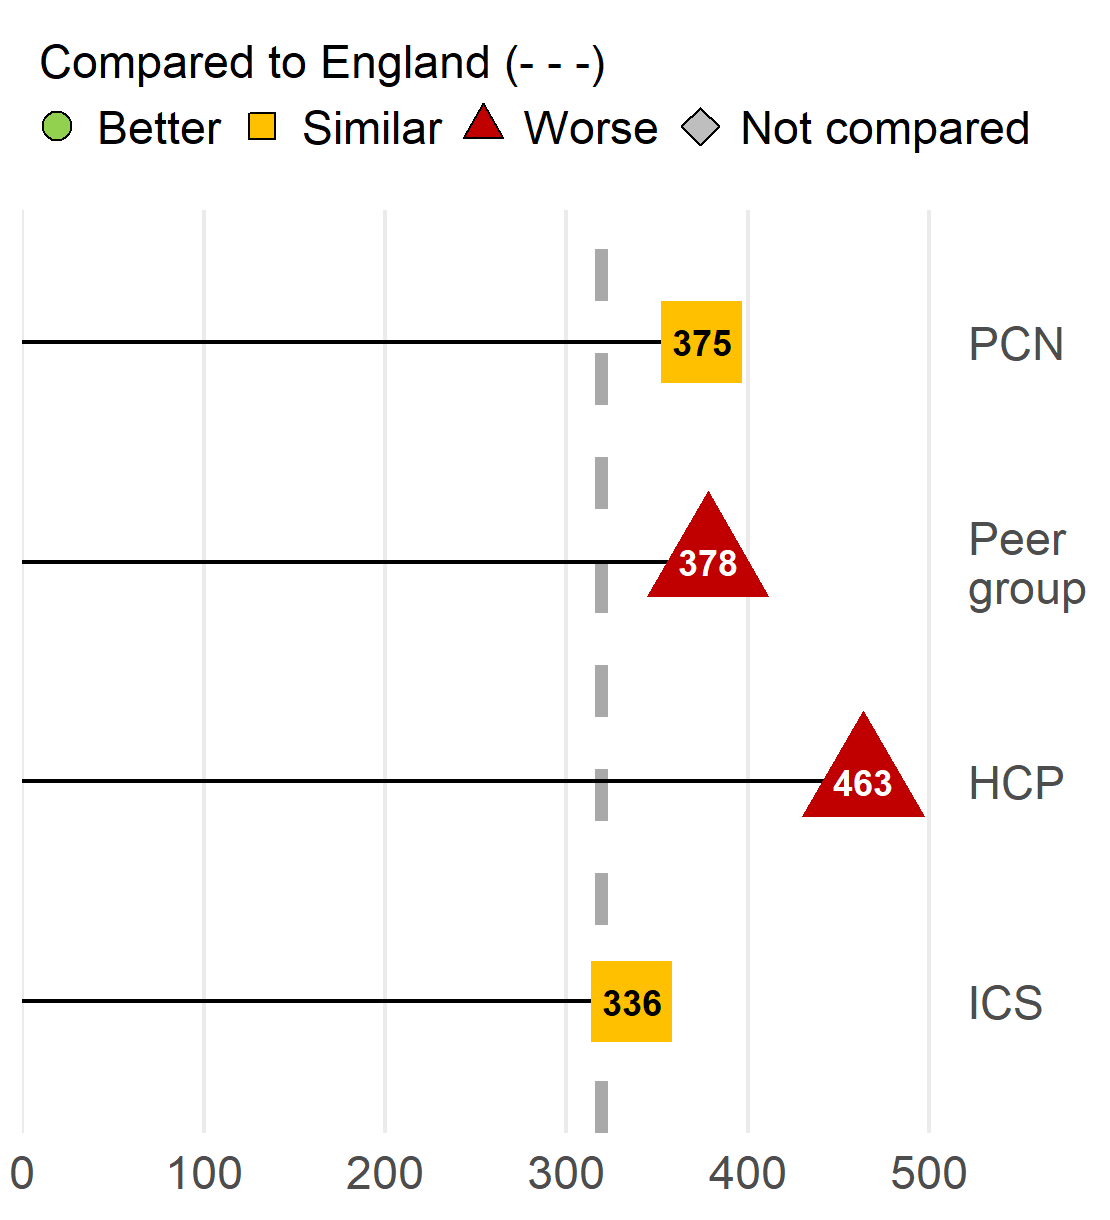 Compared to England (- - -)
Better Similar Worse Not compared
375 PCN
378 Peer
group
463 HCP
336 ICS
0 100 200 300 400 500